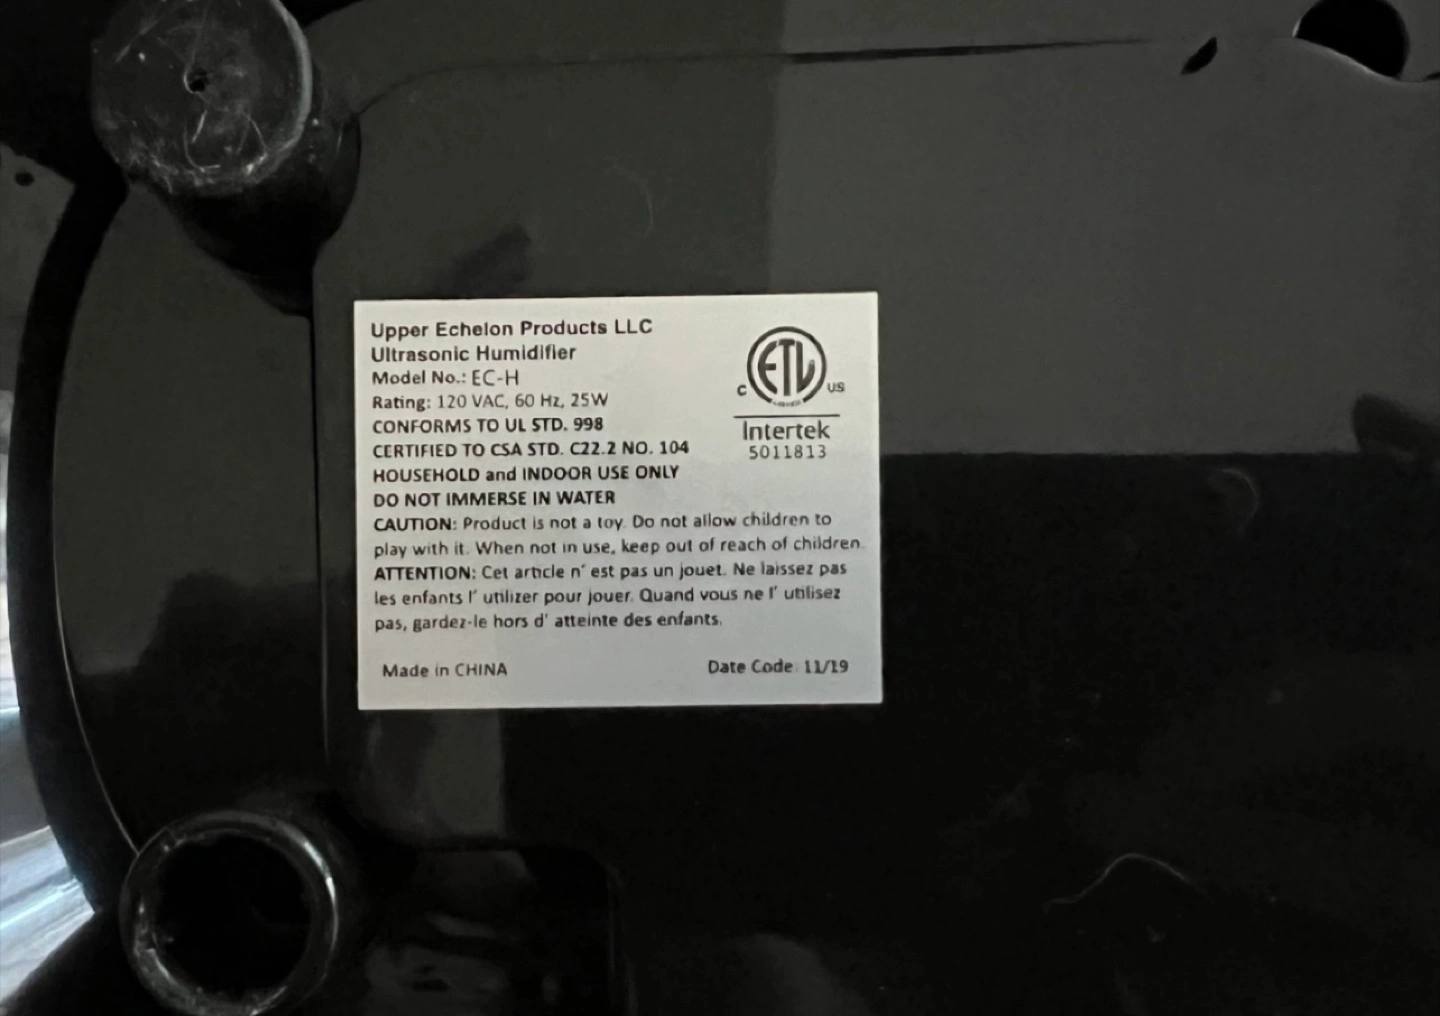 Upper Echelon Products LLC
Ultrasonic Humidifier
Model No.: EC-H
Rating: 120 VAC, 60 Hz, 25W
CONFORMS TO UL STD. 998
CERTIFIED TO CSA STD. C22.2 NO. 104
HOUSEHOLD and INDOOR USE ONLY
DO NOT IMMERSE IN WATER
CAUTION: Product is not a toy. Do not allow children to
play with it. When not in use, keep out of reach of children.
ATTENTION: Cet article n' est pas un jouet. Ne laissez pas
les enfants l' utilizer pour jouer. Quand vous ne l' utilisez
pas, gardez-le hors d' atteinte des enfants.
Made in CHINA
Date Code: 11/19
ETL
C US
Intertek
5011813